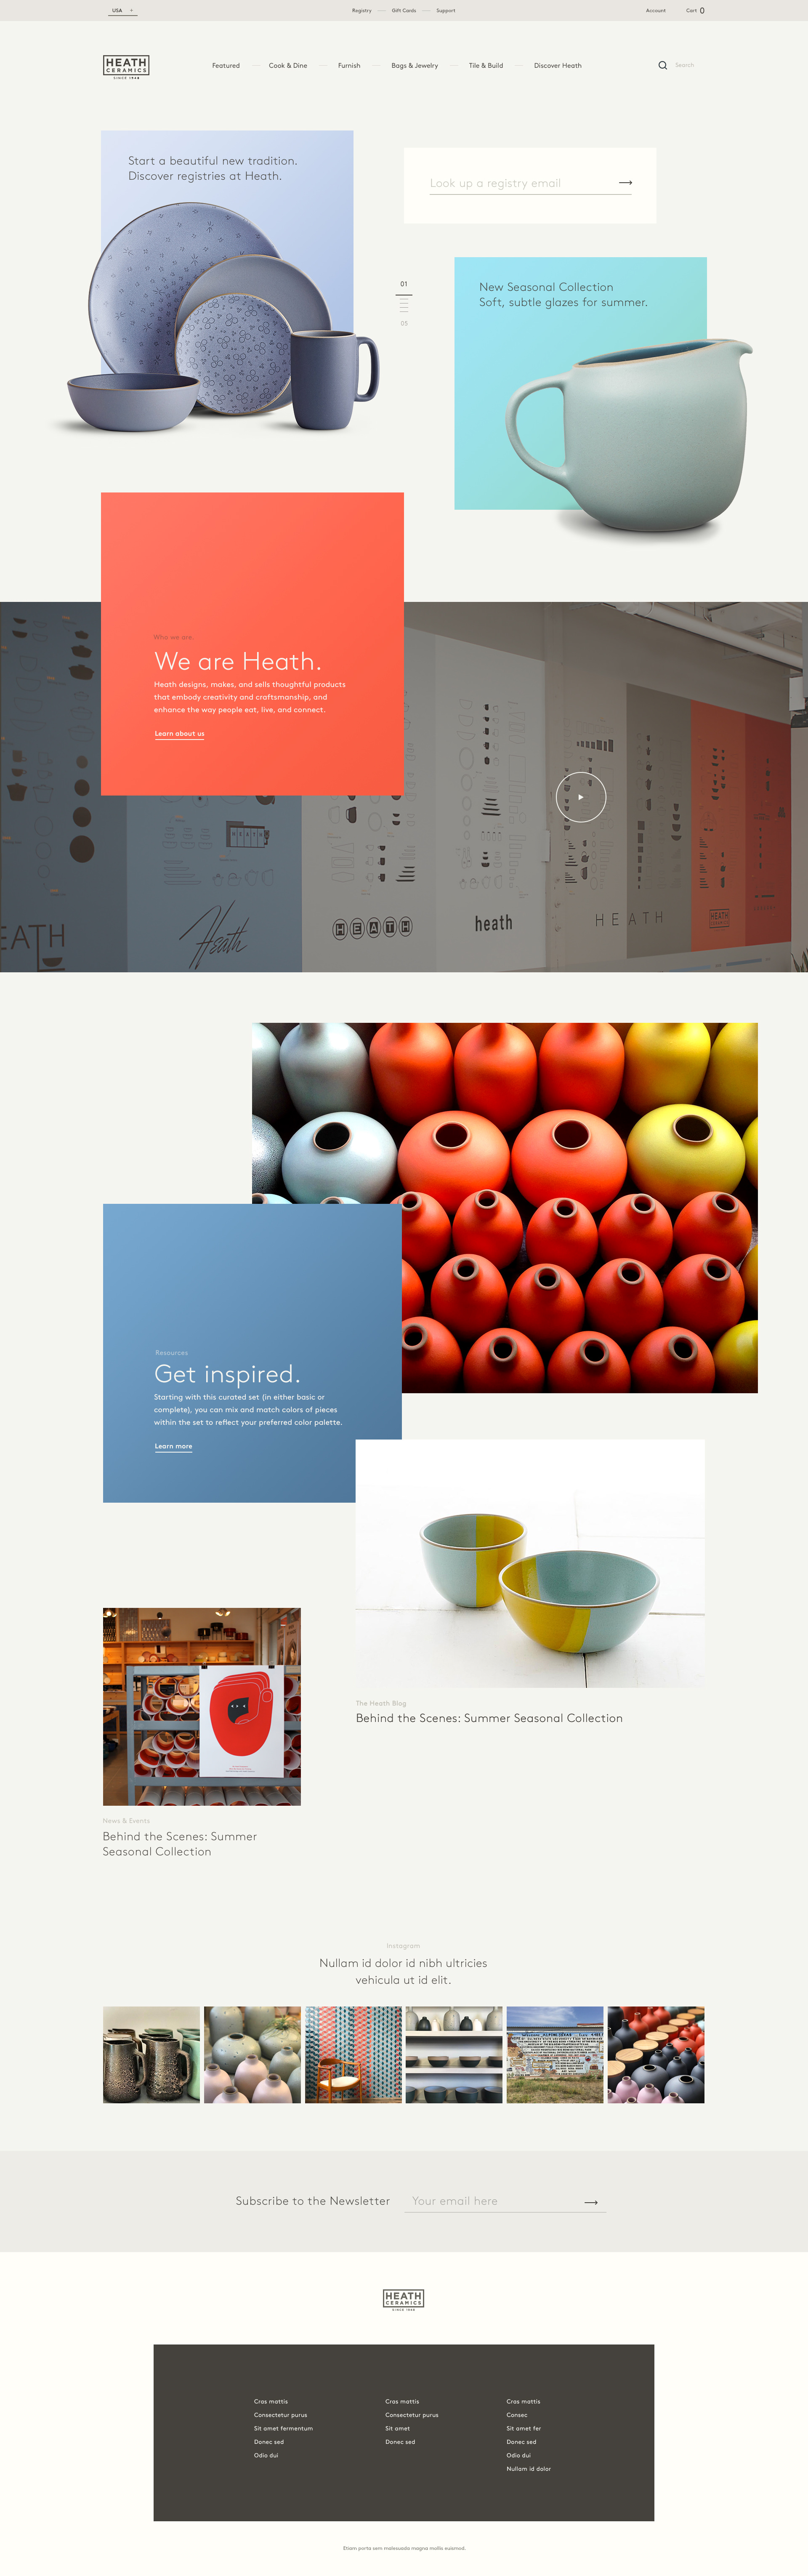 USA +
Registry
Gift Cards
Support
Account
Cart 0
HEATH
CERAMICS
SINCE 1948
Featured
Cook & Dine
Furnish
Bags & Jewelry
Tile & Build
Discover Heath
Search
Start a beautiful new tradition.
Discover registries at Heath.
Look up a registry email
01
05
New Seasonal Collection
Soft, subtle glazes for summer.
Who we are.
We are Heath.
Heath designs, makes, and sells thoughtful products
that embody creativity and craftsmanship, and
enhance the way people eat, live, and connect.
Learn about us
HEATH
EATH
Heath
HEATH
heath
HEATH
HEATH
Resources
Get inspired.
Starting with this curated set (in either basic or
complete), you can mix and match colors of pieces
within the set to reflect your preferred color palette.
Learn more
The Heath Blog
Behind the Scenes: Summer Seasonal Collection
News & Events
Behind the Scenes: Summer
Seasonal Collection
Instagram
Nullam id dolor id nibh ultricies
vehicula ut id elit.
Subscribe to the Newsletter
Your email here
HEATH
CERAMICS
SINCE 1948
Cras mattis
Consectetur purus
Sit amet fermentum
Donec sed
Odio dui
Cras mattis
Consectetur purus
Sit amet
Donec sed
Cras mattis
Consec
Sit amet fer
Donec sed
Odio dui
Nullam id dolor
Etiam porta sem malesuada magna mollis euismod.